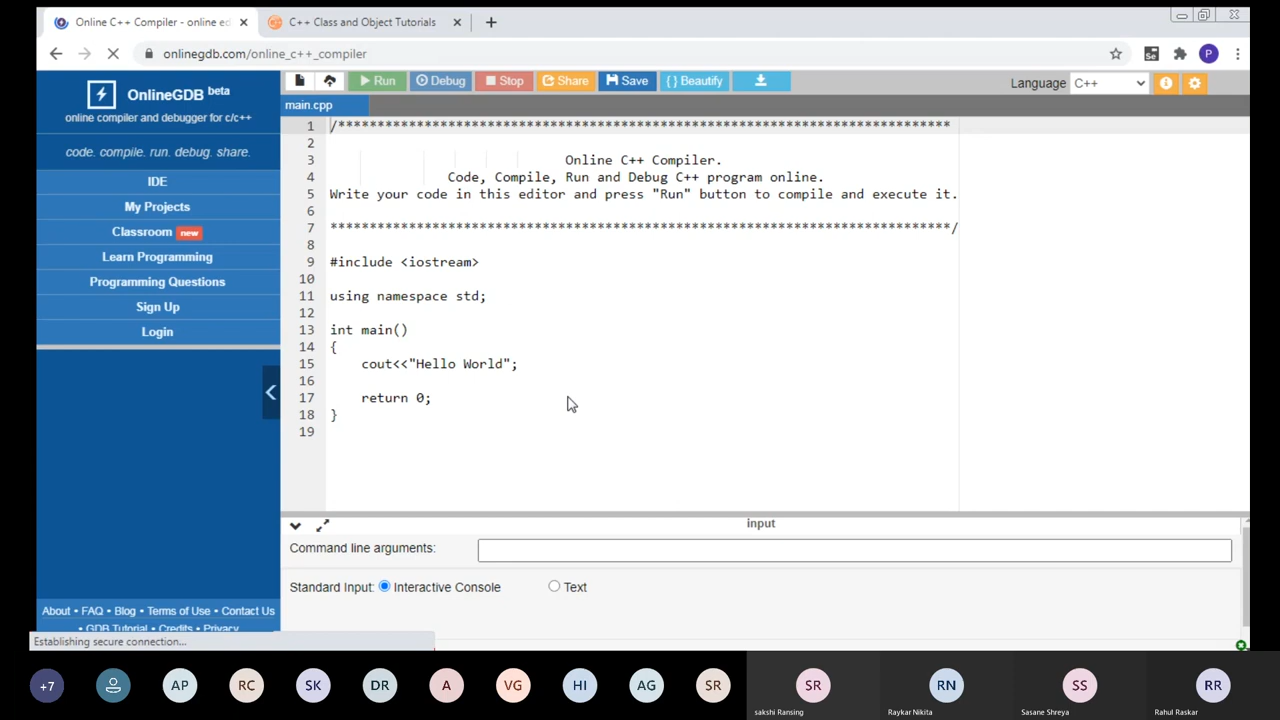 Online C++ Compiler - online ed
C++ Class and Object Tutorials
onlinegdb.com/online_c++_compiler
Se
P
OnlineGDB beta
online compiler and debugger for c/c++
code. compile. run. debug. share.
IDE
My Projects
Classroom new
Learn Programming
Programming Questions
Sign Up
Login
About • FAQ • Blog • Terms of Use • Contact Us
• GDB Tutorial • Credits • Privacy
Establishing secure connection...
Run Debug Stop Share Save { } Beautify
Language C++
main.cpp
1 /******************************************************************************
2
3 Online C++ Compiler.
4 Code, Compile, Run and Debug C++ program online.
5 Write your code in this editor and press "Run" button to compile and execute it.
6
7 *******************************************************************************/
8
9 #include <iostream>
10
11 using namespace std;
12
13 int main()
14 {
15 cout<<"Hello World";
16
17 return 0;
18 }
19
input
Command line arguments:
Standard Input: Interactive Console Text
+7 AP RC SK DR A VG HI AG SR SR RN SS RR
sakshi Ransing Raykar Nikita Sasane Shreya Rahul Raskar